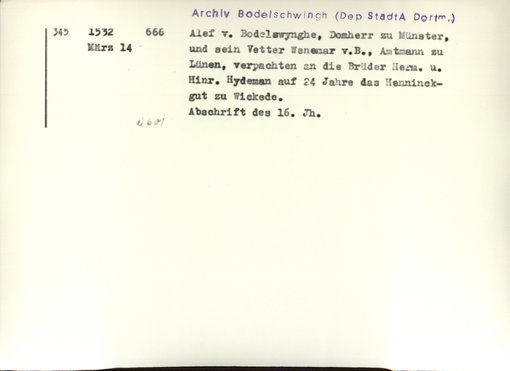 Archiv Bodelschwingh (Dep StadtA Dortm.)
345 1532 666 Alef v. Bodelswynghe, Domherr zu Münster,
März 14 und sein Vetter Wenemar v.B., Amtmann zu
Lünen, verpachten an die Brüder Herm. u.
Hinr. Hydeman auf 24 Jahre das Henninck-
gut zu Wickede.
Abschrift des 16. Jh.